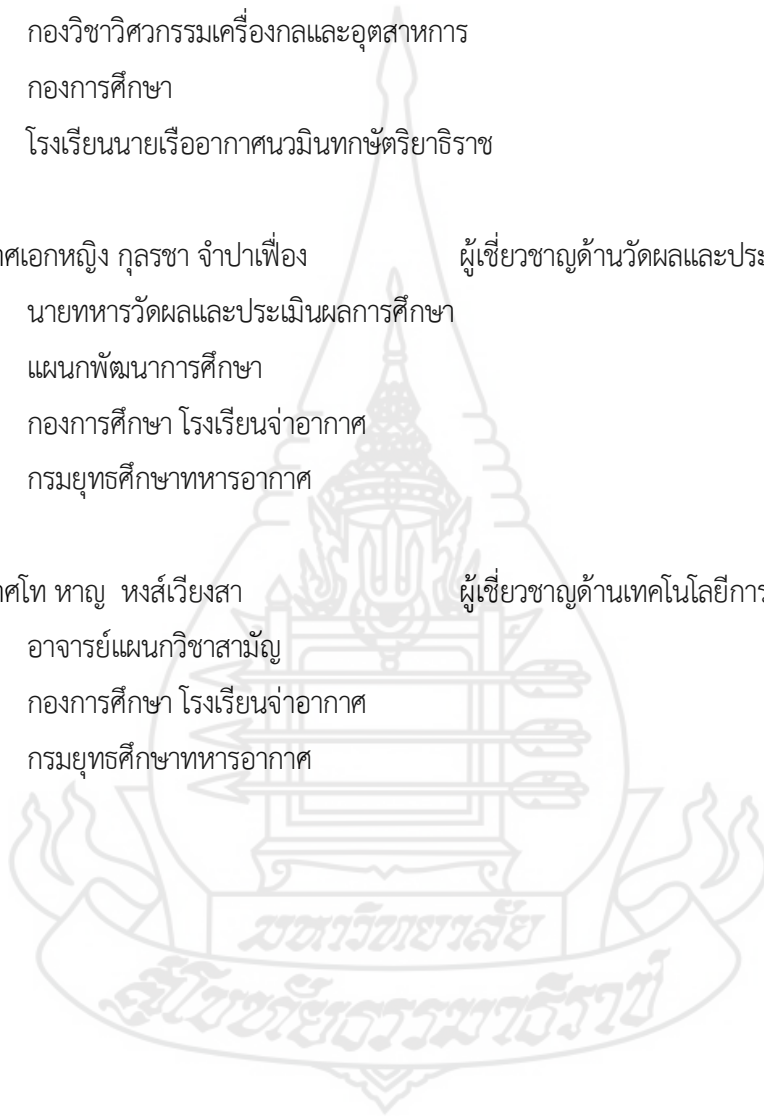 กองวิชาวิศวกรรมเครื่องกลและอุตสาหการ
กองการศึกษา
โรงเรียนนายเรืออากาศนวมินทกษัตริยาธิราช
กุลรชา จำปาเฟื่อง ผู้เชี่ยวชาญด้านวัดผลและ
นายทหารวัดผลและประเมินผลการศึกษา
แผนกพัฒนาการศึกษา
กองการศึกษา โรงเรียนจ่าอากาศ
กรมยุทธศึกษาทหารอากาศ
หาญ หงส์เวียงสา ผู้เชี่ยวชาญด้านเทคโนโลยีการ
อาจารย์แผนกวิชาสามัญ
กองการศึกษา โรงเรียนจ่าอากาศ
กรมยุทธศึกษาทหารอากาศ
มหาวิทยาลัย
สุโขทัยธรรมาธิราช